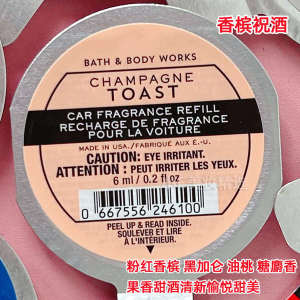 香槟祝酒
BATH & BODY WORKS
CHAMPAGNE
TOAST
CAR FRAGRANCE REFILL
RECHARGE DE FRAGRANCE
POUR LA VOITURE
MADE IN U.S.A./FABRIQUÉ AUX É.-U.
CAUTION: EYE IRRITANT.
ATTENTION : PEUT IRRITER LES YEUX.
6 ml / 0.2 fl oz
0 667556 246100
PEEL UP & READ INSIDE.
SOULEVER ET LIRE
À L'INTÉRIEUR.
粉红香槟 黑加仑 油桃 糖麝香
果香甜酒清新愉悦甜美